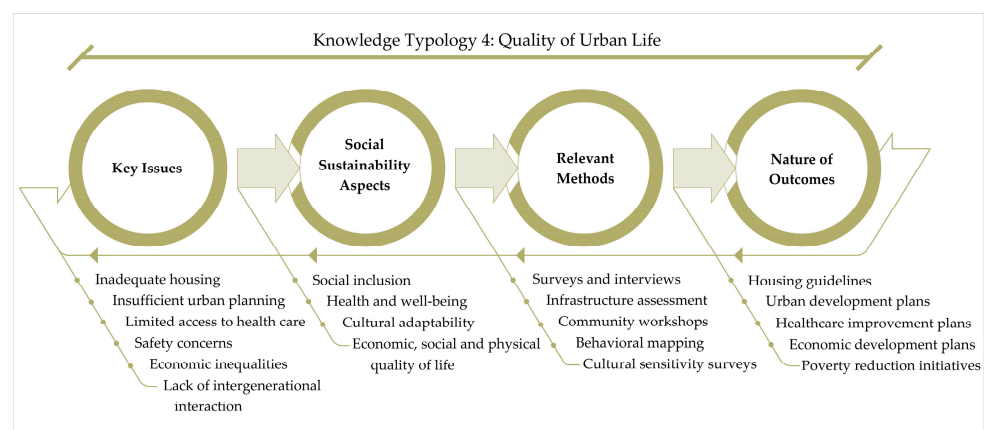 Knowledge Typology 4: Quality of Urban Life
Key Issues
Social
Sustainability
Aspects
Relevant
Methods
Nature of
Outcomes
Inadequate housing
Insufficient urban planning
Limited access to health care
Safety concerns
Economic inequalities
Lack of intergenerational
interaction
Social inclusion
Health and well-being
Cultural adaptability
Economic, social and physical
quality of life
Surveys and interviews
Infrastructure assessment
Community workshops
Behavioral mapping
Cultural sensitivity surveys
Housing guidelines
Urban development plans
Healthcare improvement plans
Economic development plans
Poverty reduction initiatives